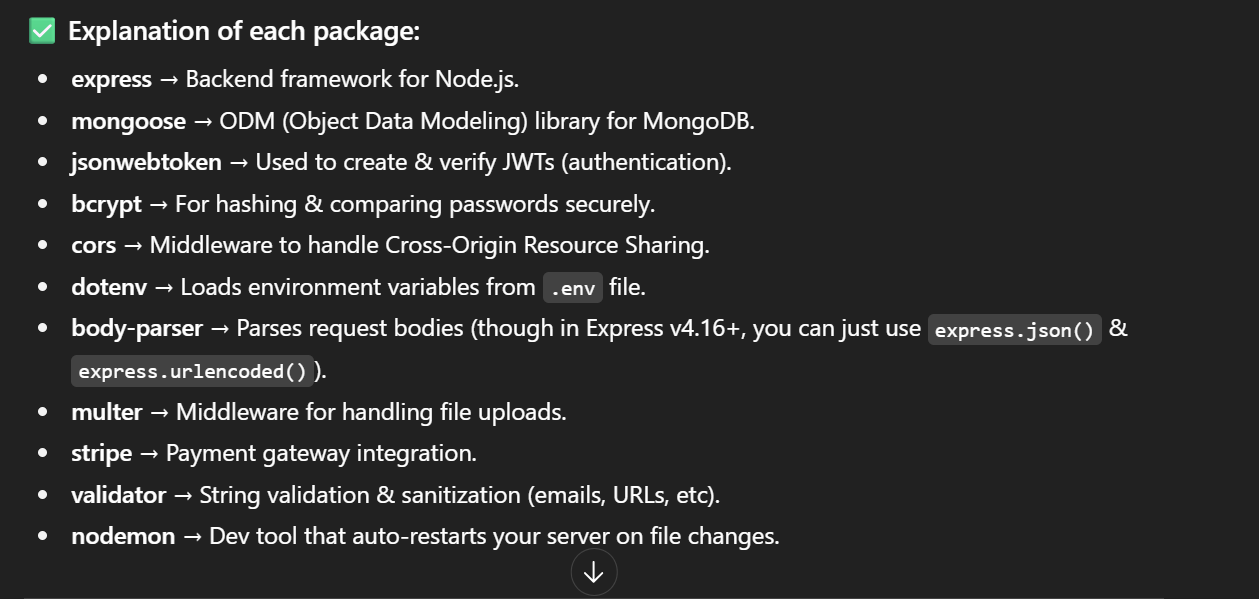 ✅ Explanation of each package:
• express → Backend framework for Node.js.
• mongoose → ODM (Object Data Modeling) library for MongoDB.
• jsonwebtoken → Used to create & verify JWTs (authentication).
• bcrypt → For hashing & comparing passwords securely.
• cors → Middleware to handle Cross-Origin Resource Sharing.
• dotenv → Loads environment variables from .env file.
• body-parser → Parses request bodies (though in Express v4.16+, you can just use express.json() &
express.urlencoded()).
• multer → Middleware for handling file uploads.
• stripe → Payment gateway integration.
• validator → String validation & sanitization (emails, URLs, etc).
• nodemon → Dev tool that auto-restarts your server on file changes.